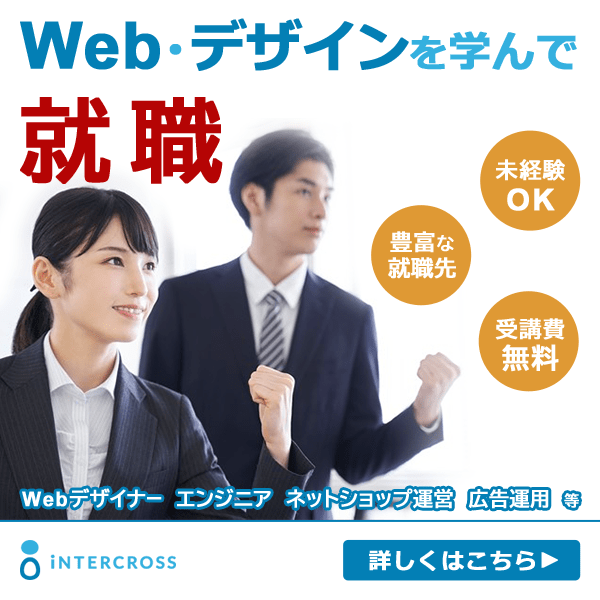 Web・デザインを学んで
就職
未経験
OK
豊富な
就職先
受講費
無料
Webデザイナー エンジニア ネットショップ運営 広告運用 等
iNTERCROSS
詳しくはこちら▶